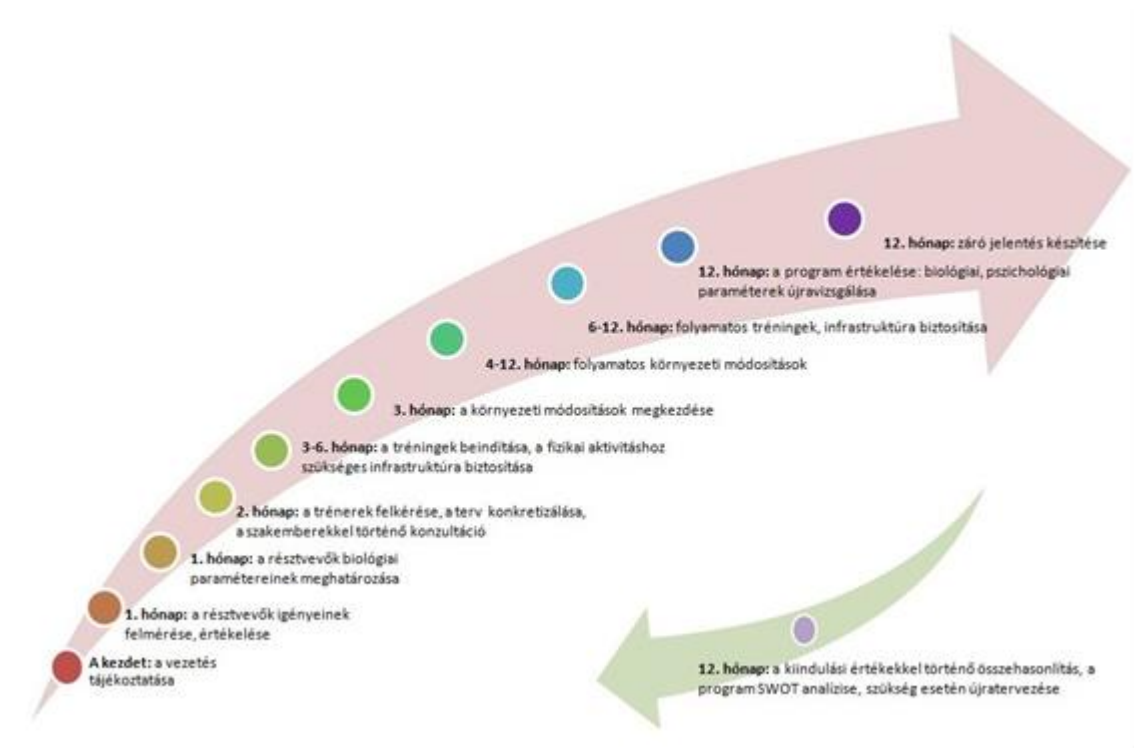 12. hónap: záró jelentés készítése
12. hónap: a program értékelése: biológiai, pszichológiai
paraméterek újravizsgálása
6-12. hónap: folyamatos tréningek, infrastruktúra biztosítása
4-12. hónap: folyamatos környezeti módosítások
3. hónap: a környezeti módosítások megkezdése
3-6. hónap: a tréningek beindítása, a fizikai aktivitáshoz
szükséges infrastruktúra biztosítása
2. hónap: a trénerek felkérése, a terv konkretizálása,
a szakemberekkel történő konzultáció
1. hónap: a résztvevők biológiai
paramétereinek meghatározása
1. hónap: a résztvevők igényeinek
felmérése, értékelése
A kezdet: a vezetés
tájékoztatása
12. hónap: a kiindulási értékekkel történő összehasonlítás, a
program SWOT analízise, szükség esetén újratervezése